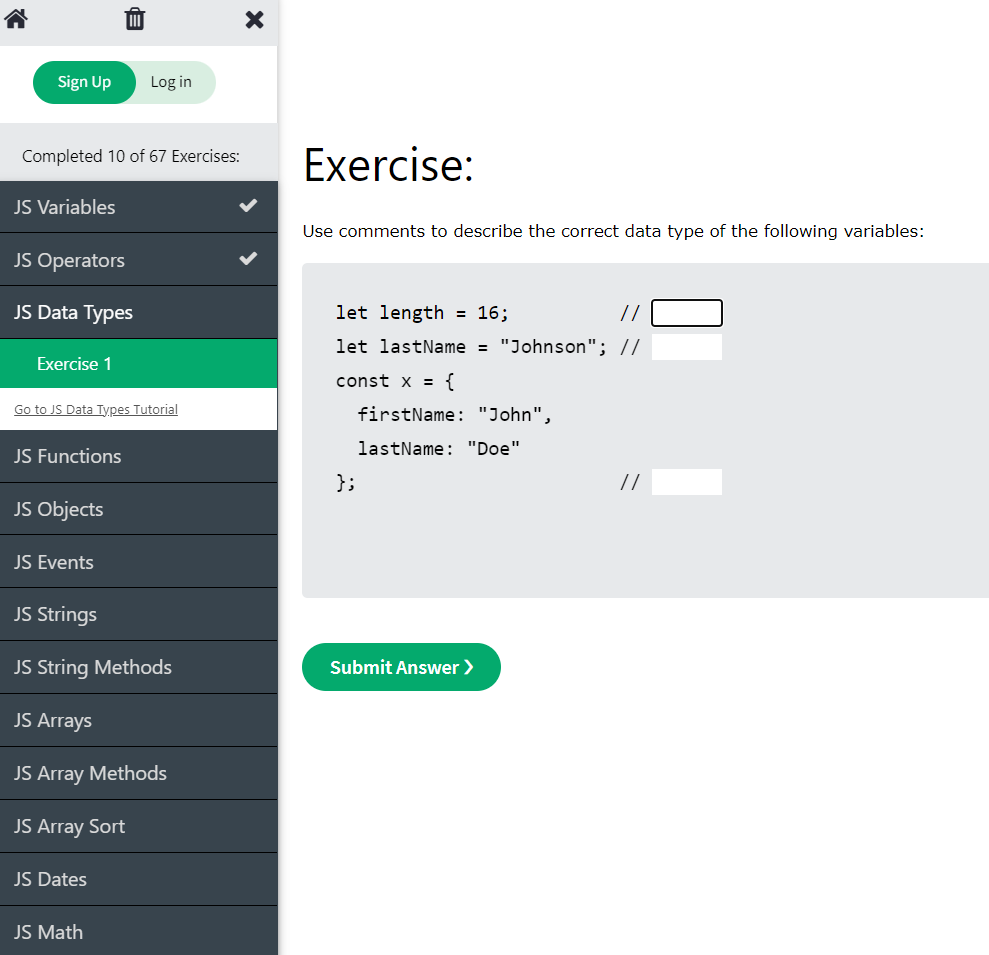 Sign Up Log in
Completed 10 of 67 Exercises:
JS Variables
JS Operators
JS Data Types
Exercise 1
Go to JS Data Types Tutorial
JS Functions
JS Objects
JS Events
JS Strings
JS String Methods
JS Arrays
JS Array Methods
JS Array Sort
JS Dates
JS Math
Exercise:
Use comments to describe the correct data type of the following variables:
let length = 16;          //
let lastName = "Johnson"; //
const x = {
  firstName: "John",
  lastName: "Doe"
};                        //
Submit Answer ❯